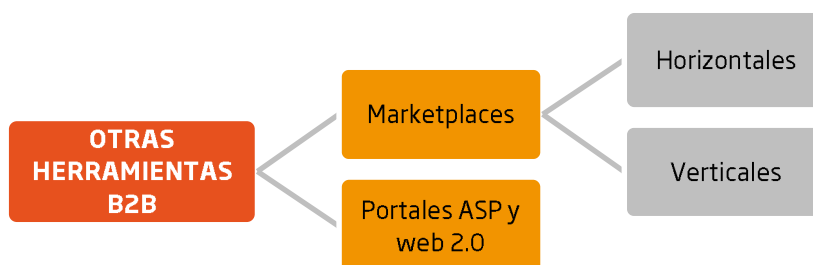 OTRAS
HERRAMIENTAS
B2B
Marketplaces
Portales ASP y
web 2.0
Horizontales
Verticales